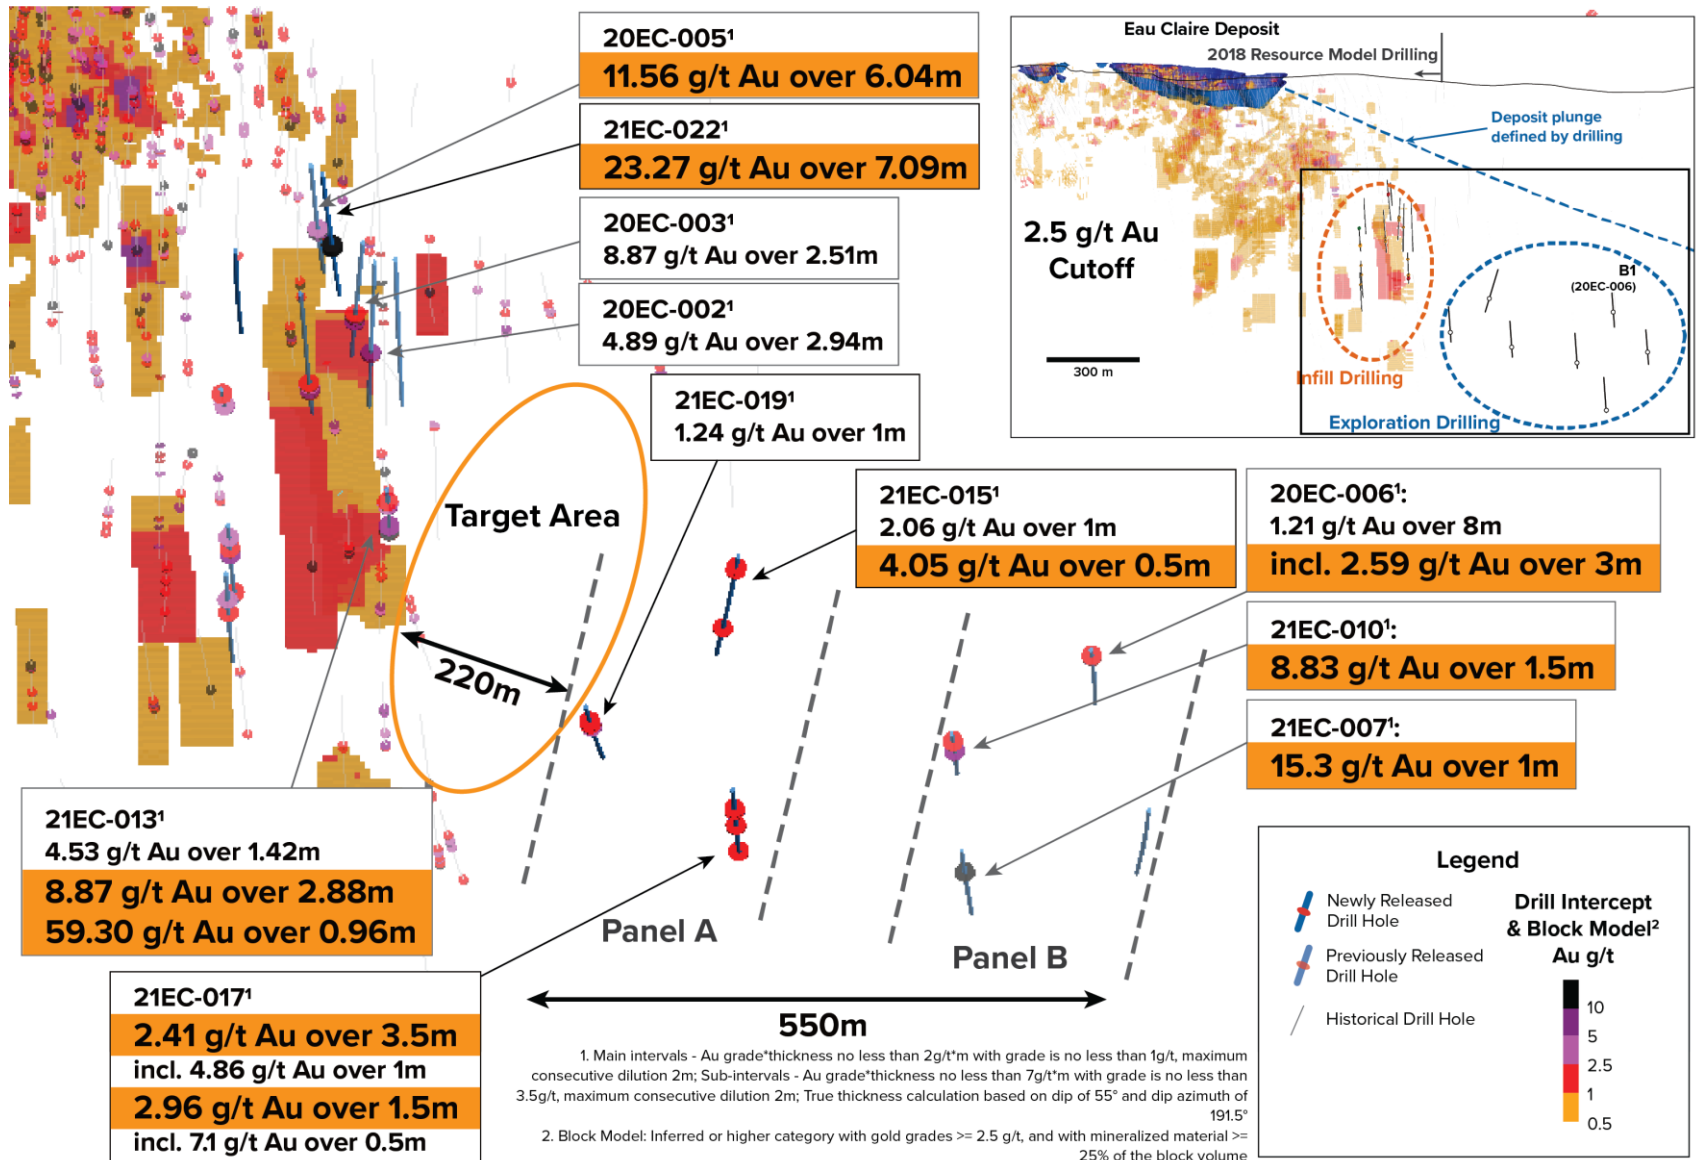 20EC-005¹
11.56 g/t Au over 6.04m
21EC-022¹
23.27 g/t Au over 7.09m
20EC-003¹
8.87 g/t Au over 2.51m
20EC-002¹
4.89 g/t Au over 2.94m
21EC-019¹
1.24 g/t Au over 1m
Eau Claire Deposit
2018 Resource Model Drilling
Deposit plunge
defined by drilling
2.5 g/t Au
Cutoff
300 m
B1
(20EC-006)
Infill Drilling
Exploration Drilling
Target Area
220m
21EC-015¹
2.06 g/t Au over 1m
4.05 g/t Au over 0.5m
20EC-006¹:
1.21 g/t Au over 8m
incl. 2.59 g/t Au over 3m
21EC-010¹:
8.83 g/t Au over 1.5m
21EC-007¹:
15.3 g/t Au over 1m
21EC-013¹
4.53 g/t Au over 1.42m
8.87 g/t Au over 2.88m
59.30 g/t Au over 0.96m
21EC-017¹
2.41 g/t Au over 3.5m
incl. 4.86 g/t Au over 1m
2.96 g/t Au over 1.5m
incl. 7.1 g/t Au over 0.5m
Panel A
Panel B
550m
1. Main intervals - Au grade*thickness no less than 2g/t*m with grade is no less than 1g/t, maximum
consecutive dilution 2m; Sub-intervals - Au grade*thickness no less than 7g/t*m with grade is no less than
3.5g/t, maximum consecutive dilution 2m; True thickness calculation based on dip of 55° and dip azimuth of
191.5°
2. Block Model: Inferred or higher category with gold grades >= 2.5 g/t, and with mineralized material >=
25% of the block volume
Legend
Newly Released
Drill Hole
Previously Released
Drill Hole
Historical Drill Hole
Drill Intercept
& Block Model²
Au g/t
10
5
2.5
1
0.5